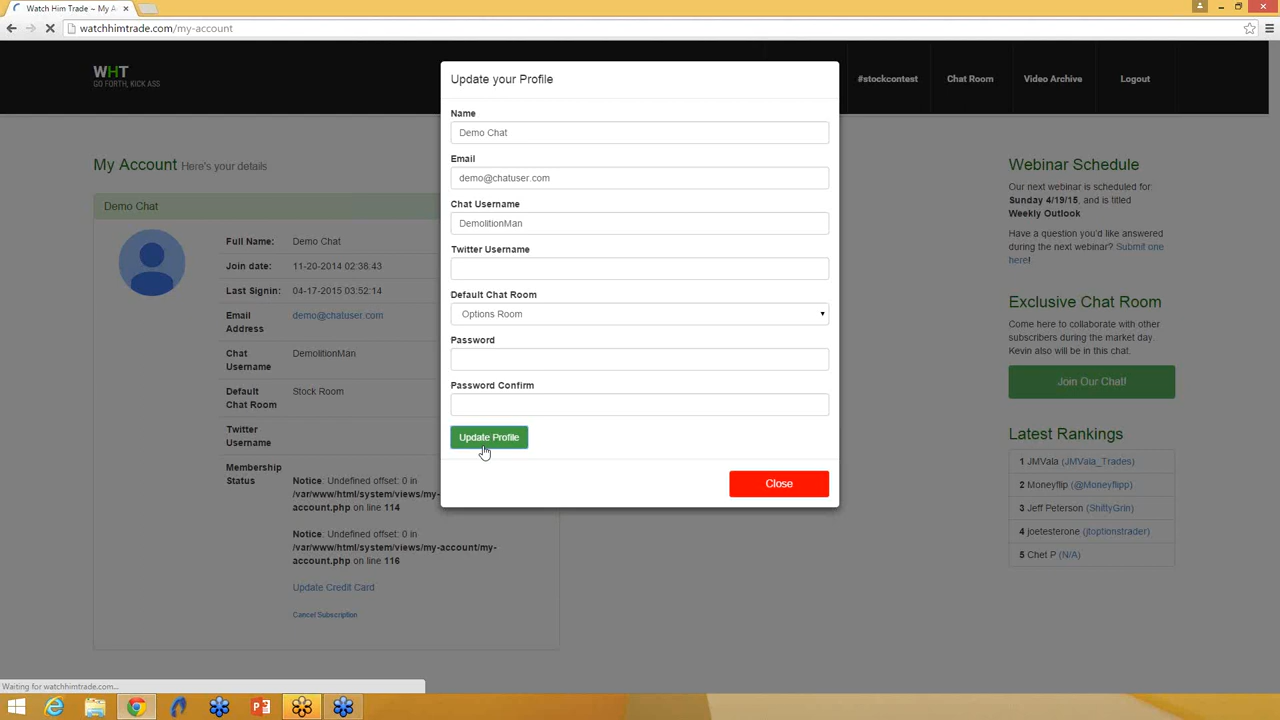 Watch Him Trade ~ My A
watchhimtrade.com/my-account
WHT
GO FORTH, KICK ASS
#stockcontest
Chat Room
Video Archive
Logout
Update your Profile
Name
Demo Chat
Email
demo@chatuser.com
Chat Username
DemolitionMan
Twitter Username
Default Chat Room
Options Room
Password
Password Confirm
Update Profile
Close
My Account Here's your details
Demo Chat
Full Name: Demo Chat
Join date: 11-20-2014 02:38:43
Last Signin: 04-17-2015 03:52:14
Email
Address
demo@chatuser.com
Chat
Username
DemolitionMan
Default
Chat Room
Stock Room
Twitter
Username
Membership
Status
Notice: Undefined offset: 0 in
/var/www/html/system/views/my-
account.php on line 114
Notice: Undefined offset: 0 in
/var/www/html/system/views/my-account/my-
account.php on line 116
Update Credit Card
Cancel Subscription
Webinar Schedule
Our next webinar is scheduled for:
Sunday 4/19/15, and is titled
Weekly Outlook
Have a question you'd like answered
during the next webinar? Submit one
here!
Exclusive Chat Room
Come here to collaborate with other
subscribers during the market day.
Kevin also will be in this chat.
Join Our Chat!
Latest Rankings
1 JMVala (JMVala_Trades)
2 Moneyflip (@Moneyflipp)
3 Jeff Peterson (ShittyGrin)
4 joetesterone (jtoptionstrader)
5 Chet P (N/A)
Waiting for watchhimtrade.com...